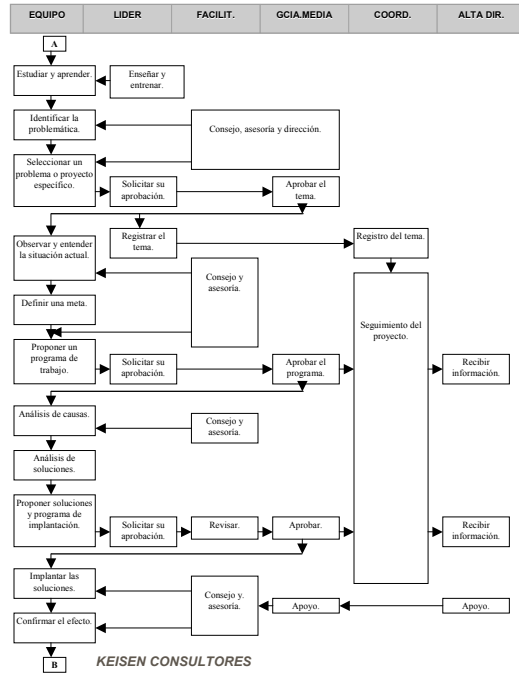 EQUIPO LIDER FACILIT. GCIA.MEDIA COORD. ALTA DIR.
A
Estudiar y aprender.
Enseñar y
entrenar.
Identificar la
problemática.
Consejo, asesoría y dirección.
Seleccionar un
problema o proyecto
específico.
Solicitar su
aprobación.
Aprobar el
tema.
Observar y entender
la situación actual.
Registrar el
tema.
Registro del tema.
Consejo y
asesoría.
Definir una meta.
Seguimiento del
proyecto.
Proponer un
programa de
trabajo.
Solicitar su
aprobación.
Aprobar el
programa.
Recibir
información.
Análisis de causas.
Consejo y
asesoría.
Análisis de
soluciones.
Proponer soluciones
y programa de
implantación.
Solicitar su
aprobación.
Revisar.
Aprobar.
Recibir
información.
Implantar las
soluciones.
Consejo y.
asesoría.
Apoyo.
Apoyo.
Confirmar el efecto.
B
KEISEN CONSULTORES